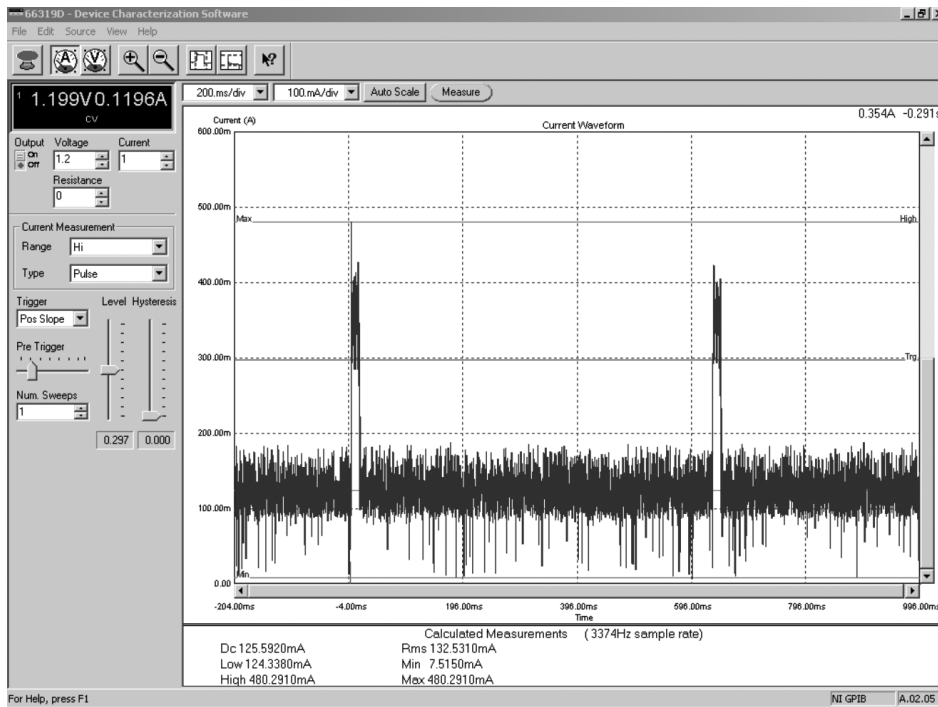 66319D - Device Characterization Software
File Edit Source View Help
1 1.199V 0.1196A
CV
200.ms/div 100.mA/div Auto Scale Measure
0.354A -0.291s
Output Voltage Current
On
Off
1.2 1
Resistance
0
Current Measurement
Range Hi
Type Pulse
Trigger Level Hysteresis
Pos Slope
Pre Trigger
Num. Sweeps
1
0.297 0.000
Current (A)
Current Waveform
600.00m
500.00m
Max High
400.00m
300.00m
Trg
200.00m
100.00m
Min
0.00
-204.00ms -4.00ms 196.00ms 396.00ms 596.00ms 796.00ms 996.00ms
Time
Calculated Measurements (3374Hz sample rate)
Dc 125.5920mA Rms 132.5310mA
Low 124.3380mA Min 7.5150mA
High 480.2910mA Max 480.2910mA
For Help, press F1 NI GPIB A.02.05